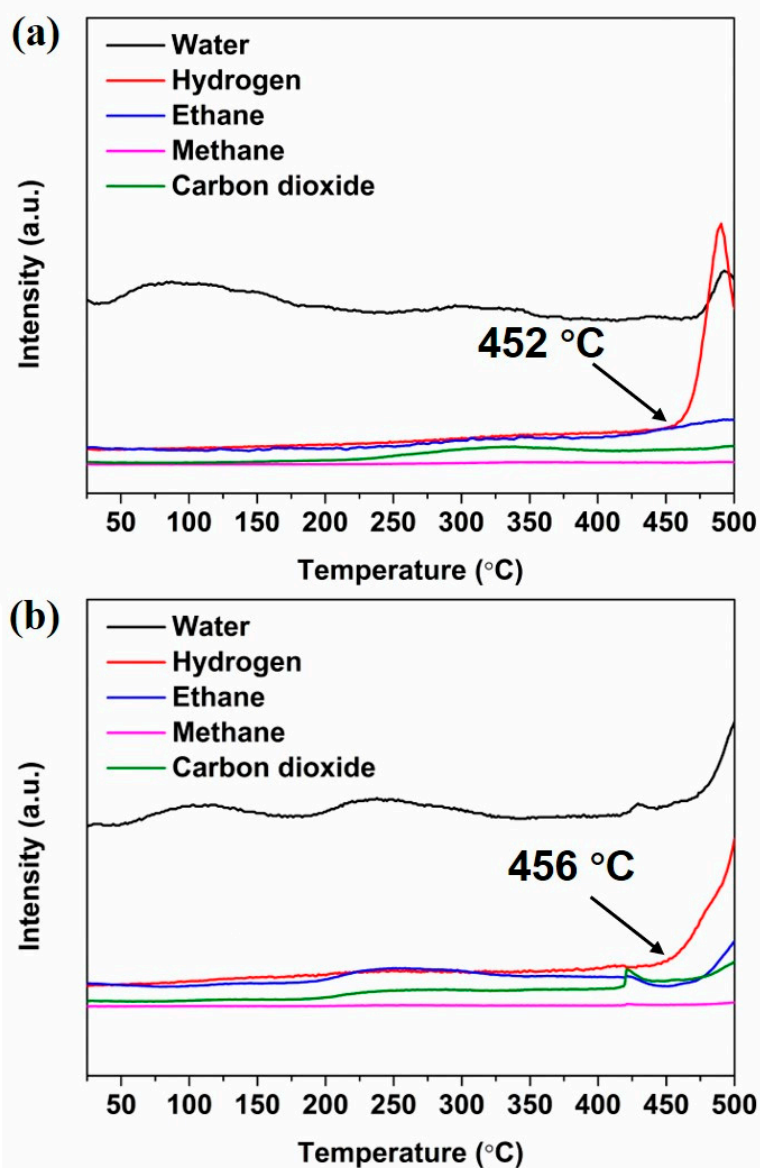 (a)
Water
Hydrogen
Ethane
Methane
Carbon dioxide
Intensity (a.u.)
452 °C
50 100 150 200 250 300 350 400 450 500
Temperature (°C)
(b)
Water
Hydrogen
Ethane
Methane
Carbon dioxide
Intensity (a.u.)
456 °C
50 100 150 200 250 300 350 400 450 500
Temperature (°C)